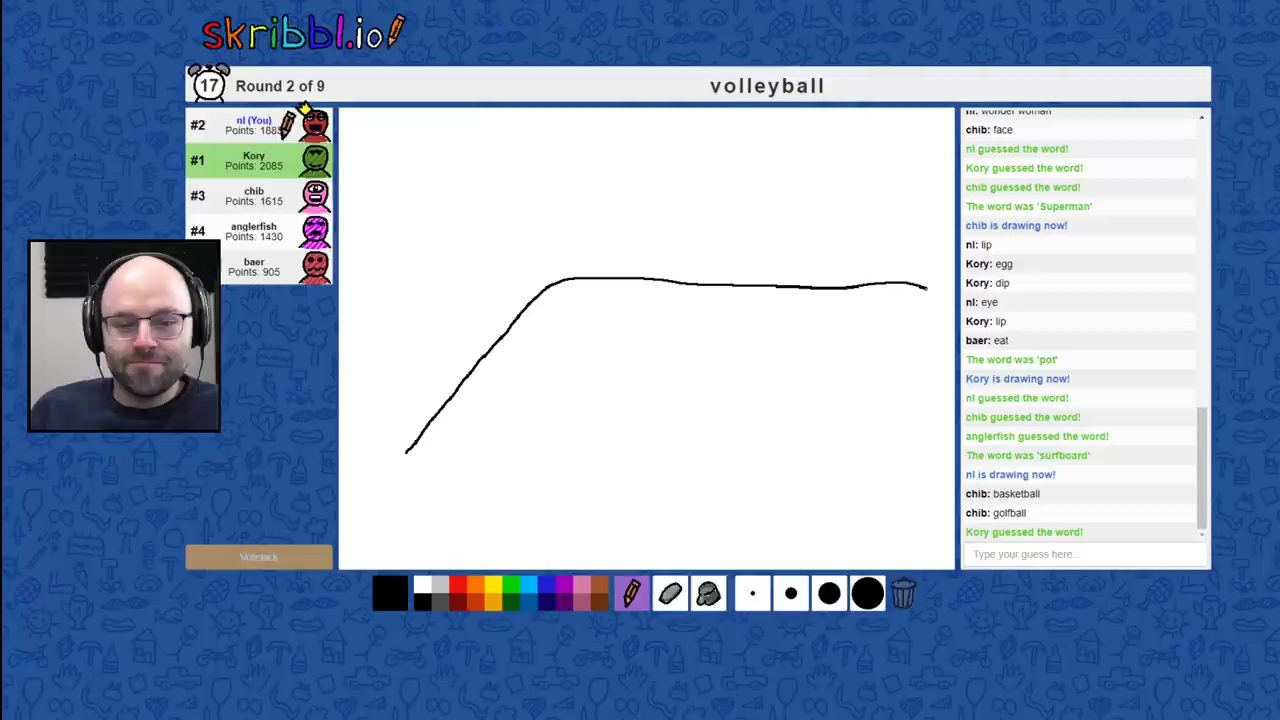 skribbl.io
17
Round 2 of 9
volleyball
#2
nl (You)
Points: 1885
#1
Kory
Points: 2085
#3
chib
Points: 1615
#4
anglerfish
Points: 1430
baer
Points: 905
Votekick
nl: wonder woman
chib: face
nl guessed the word!
Kory guessed the word!
chib guessed the word!
The word was 'Superman'
chib is drawing now!
nl: lip
Kory: egg
Kory: dip
nl: eye
Kory: lip
baer: eat
The word was 'pot'
Kory is drawing now!
nl guessed the word!
chib guessed the word!
anglerfish guessed the word!
The word was 'surfboard'
nl is drawing now!
chib: basketball
chib: golfball
Kory guessed the word!
Type your guess here...